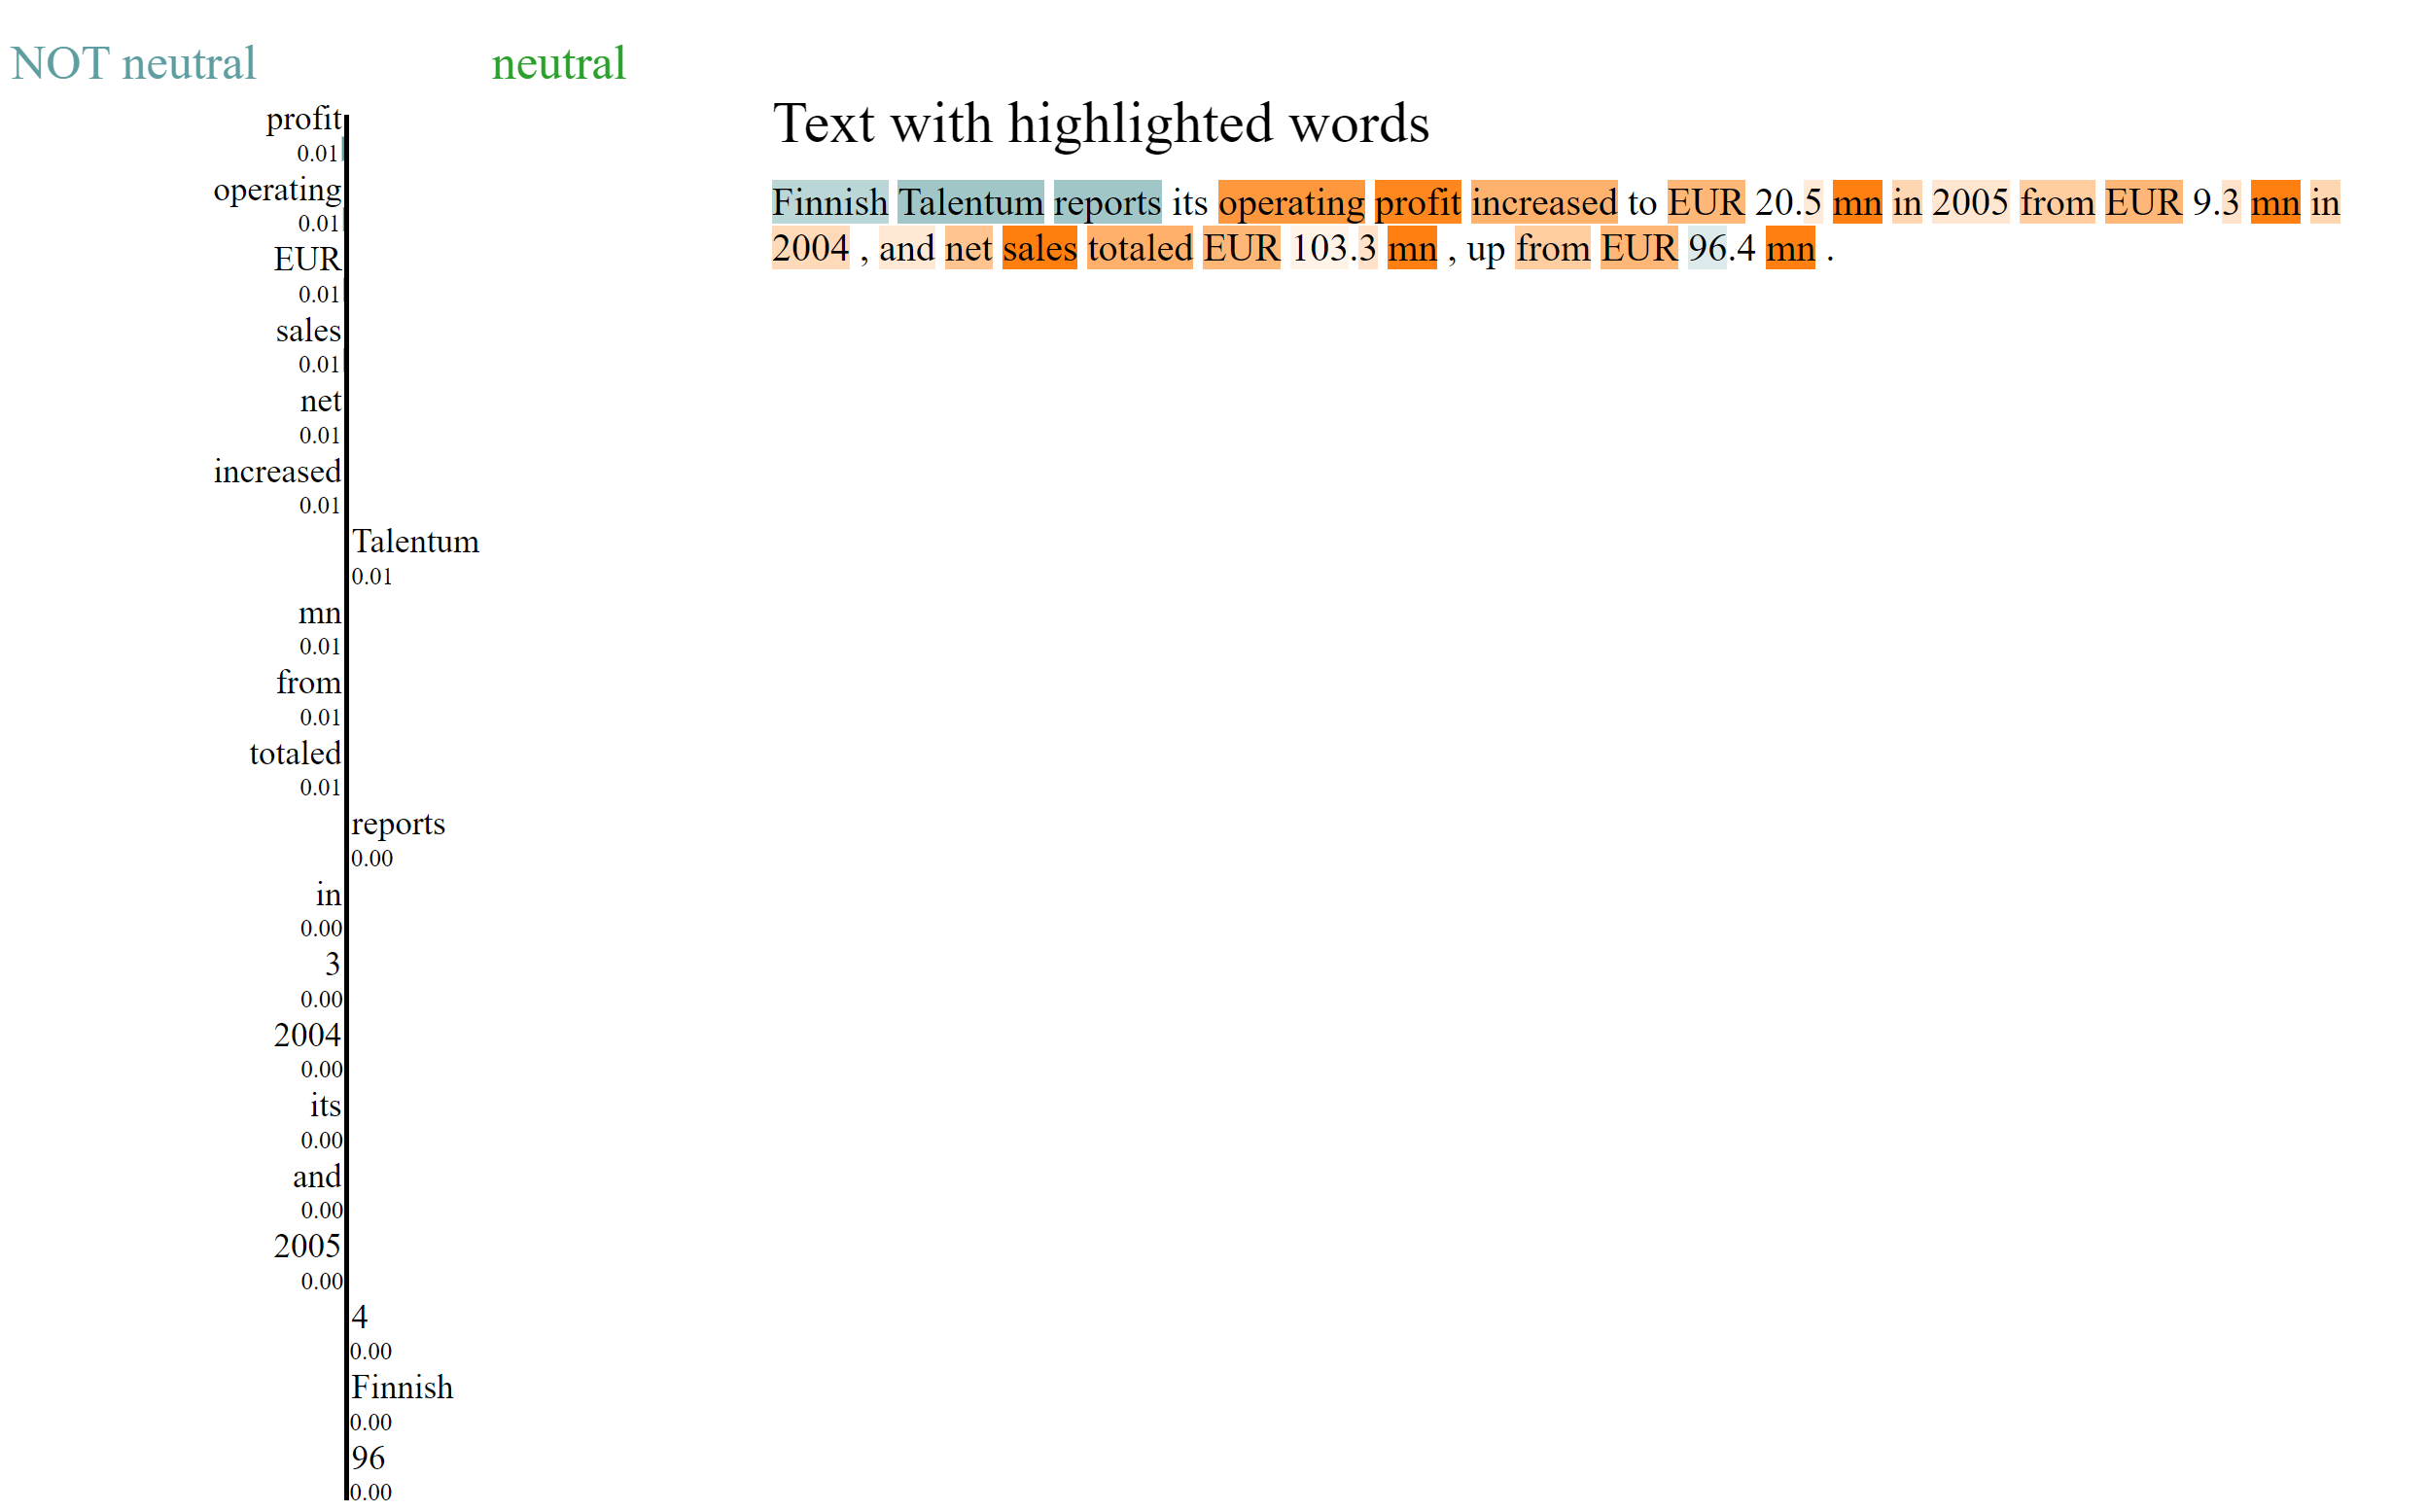 NOT neutral
neutral
profit
0.01
operating
0.01
EUR
0.01
sales
0.01
net
0.01
increased
0.01
Talentum
0.01
mn
0.01
from
0.01
totaled
0.01
reports
0.00
in
0.00
3
0.00
2004
0.00
its
0.00
and
0.00
2005
0.00
4
0.00
Finnish
0.00
96
0.00
Text with highlighted words
Finnish Talentum reports its operating profit increased to EUR 20.5 mn in 2005 from EUR 9.3 mn in
2004 , and net sales totaled EUR 103.3 mn , up from EUR 96.4 mn .